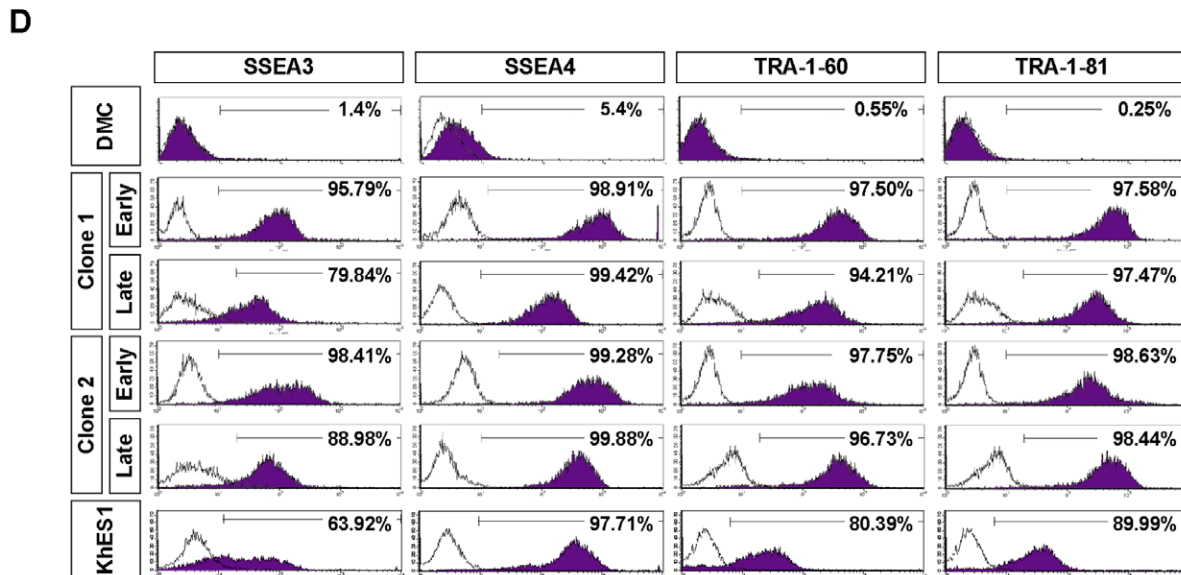 D
SSEA3 SSEA4 TRA-1-60 TRA-1-81
DMC 1.4% 5.4% 0.55% 0.25%
Clone 1
Early 95.79% 98.91% 97.50% 97.58%
Late 79.84% 99.42% 94.21% 97.47%
Clone 2
Early 98.41% 99.28% 97.75% 98.63%
Late 88.98% 99.88% 96.73% 98.44%
KhES1 63.92% 97.71% 80.39% 89.99%